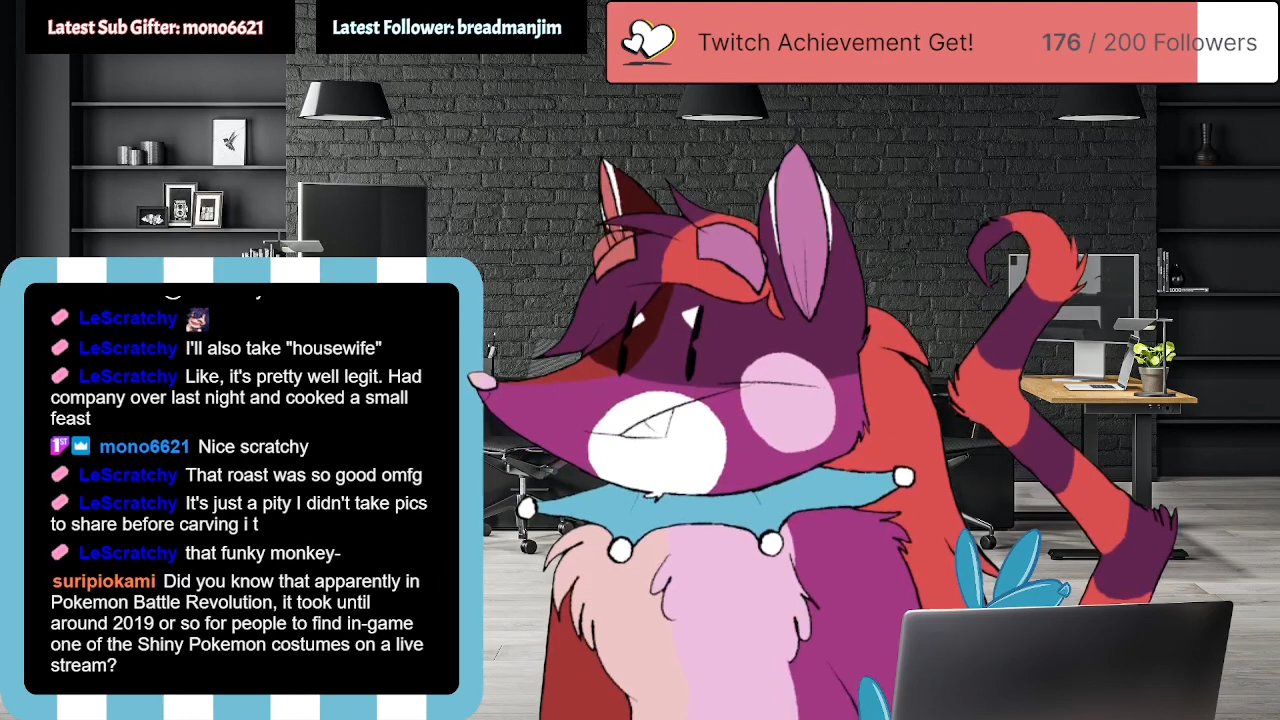 Latest Sub Gifter: mono6621
Latest Follower: breadmanjim
Twitch Achievement Get!
176 / 200 Followers
LeScratchy
LeScratchy I'll also take "housewife"
LeScratchy Like, it's pretty well legit. Had
company over last night and cooked a small
feast
1ST mono6621 Nice scratchy
LeScratchy That roast was so good omfg
LeScratchy It's just a pity I didn't take pics
to share before carving i t
LeScratchy that funky monkey-
suripiokami Did you know that apparently in
Pokemon Battle Revolution, it took until
around 2019 or so for people to find in-game
one of the Shiny Pokemon costumes on a live
stream?